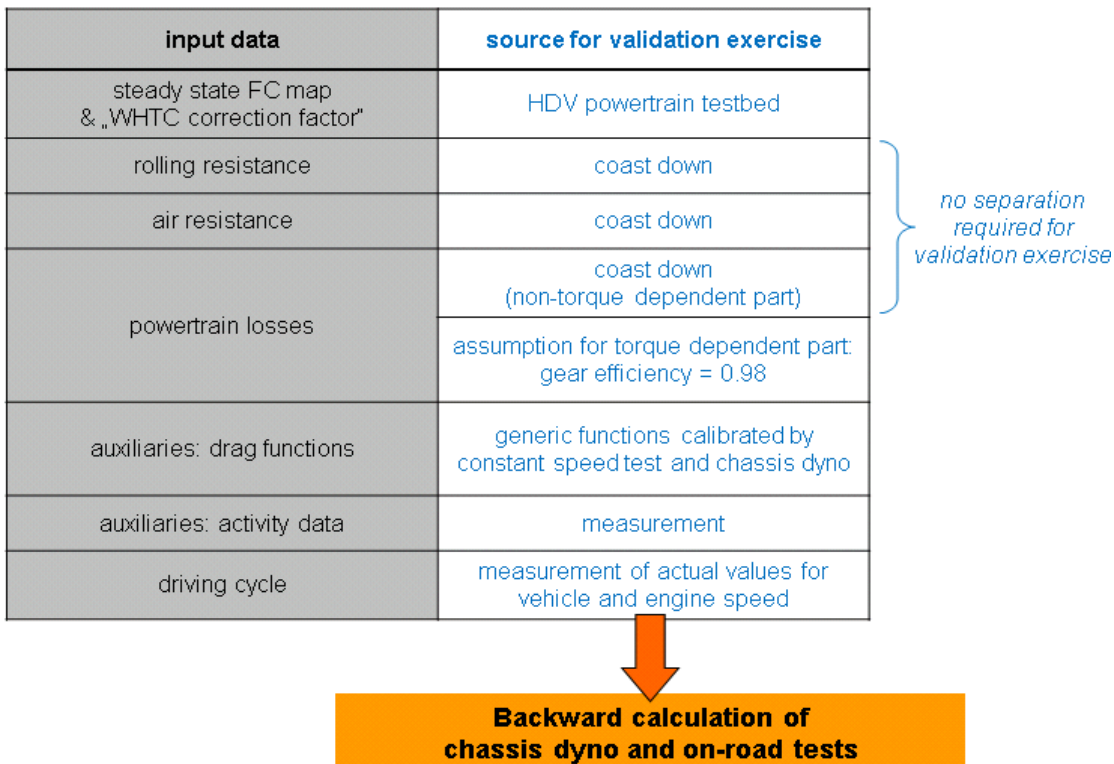 input data
source for validation exercise
steady state FC map
& „WHTC correction factor"
HDV powertrain testbed
rolling resistance
coast down
air resistance
coast down
no separation
required for
validation exercise
powertrain losses
coast down
(non-torque dependent part)
assumption for torque dependent part:
gear efficiency = 0.98
auxiliaries: drag functions
generic functions calibrated by
constant speed test and chassis dyno
auxiliaries: activity data
measurement
driving cycle
measurement of actual values for
vehicle and engine speed
Backward calculation of
chassis dyno and on-road tests